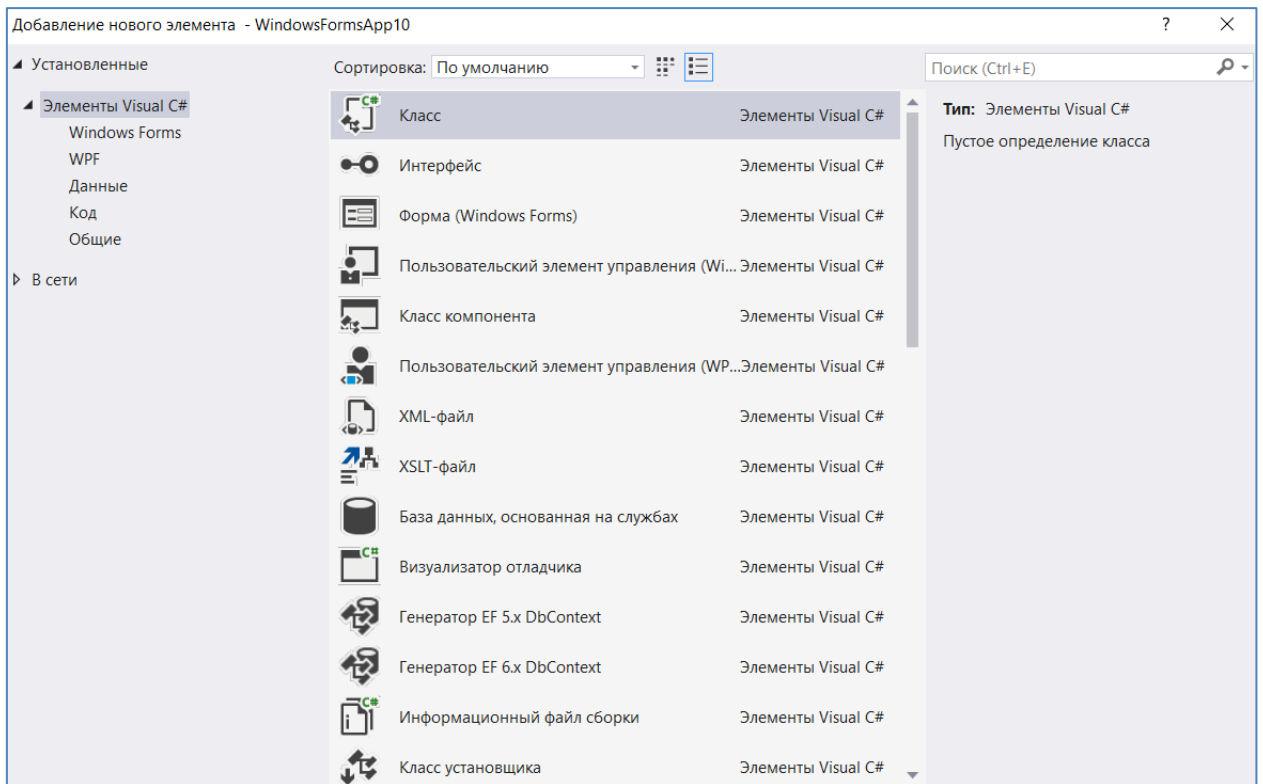 Добавление нового элемента - WindowsFormsApp10 ?
Установленные
Элементы Visual C#
Windows Forms
WPF
Данные
Код
Общие
В сети
Сортировка: По умолчанию
Класс Элементы Visual C#
Интерфейс Элементы Visual C#
Форма (Windows Forms) Элементы Visual C#
Пользовательский элемент управления (Wi... Элементы Visual C#
Класс компонента Элементы Visual C#
Пользовательский элемент управления (WP... Элементы Visual C#
XML-файл Элементы Visual C#
XSLT-файл Элементы Visual C#
База данных, основанная на службах Элементы Visual C#
Визуализатор отладчика Элементы Visual C#
Генератор EF 5.x DbContext Элементы Visual C#
Генератор EF 6.x DbContext Элементы Visual C#
Информационный файл сборки Элементы Visual C#
Класс установщика Элементы Visual C#
Поиск (Ctrl+E)
Тип: Элементы Visual C#
Пустое определение класса